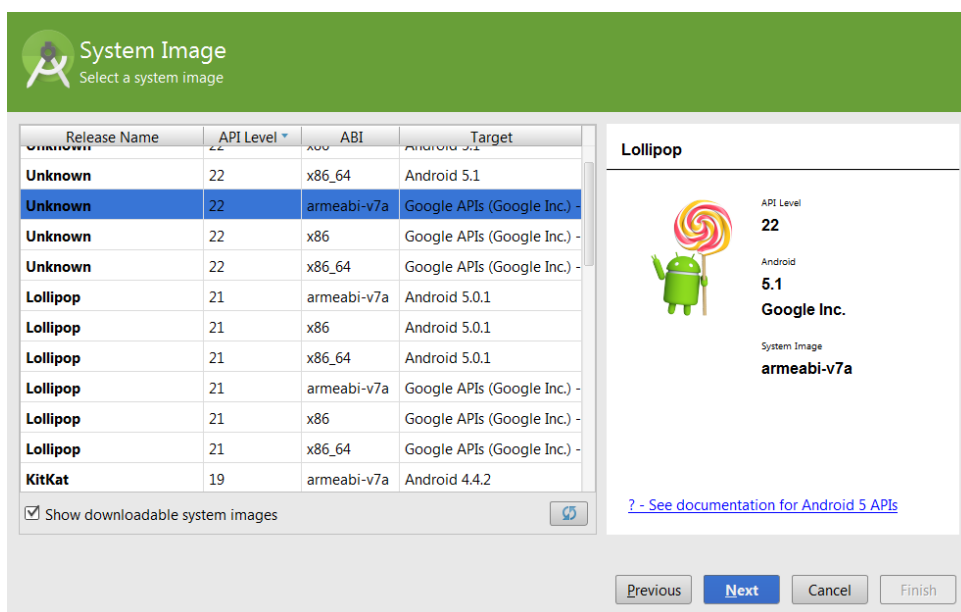 System Image
Select a system image
Release Name API Level ABI Target
Unknown 22 x86 Android 5.1
Unknown 22 x86_64 Android 5.1
Unknown 22 armeabi-v7a Google APIs (Google Inc.) -
Unknown 22 x86 Google APIs (Google Inc.) -
Unknown 22 x86_64 Google APIs (Google Inc.) -
Lollipop 21 armeabi-v7a Android 5.0.1
Lollipop 21 x86 Android 5.0.1
Lollipop 21 x86_64 Android 5.0.1
Lollipop 21 armeabi-v7a Google APIs (Google Inc.) -
Lollipop 21 x86 Google APIs (Google Inc.) -
Lollipop 21 x86_64 Google APIs (Google Inc.) -
KitKat 19 armeabi-v7a Android 4.4.2
Show downloadable system images
Lollipop
API Level
22
Android
5.1
Google Inc.
System Image
armeabi-v7a
? - See documentation for Android 5 APIs
Previous Next Cancel Finish